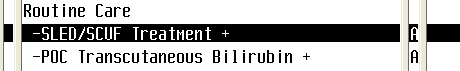 Routine Care
-SLED/SCUF Treatment + A
-POC Transcutaneous Bilirubin + A